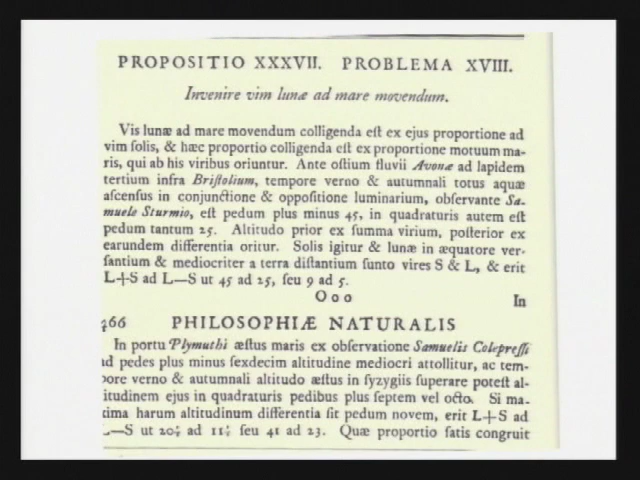 PROPOSITIO XXXVII. PROBLEMA XVIII.
Invenire vim lunæ ad mare movendum.
Vis lunæ ad mare movendum colligenda eſt ex ejus proportione ad
vim ſolis, & hæc proportio colligenda eſt ex proportione motuum ma-
ris, qui ab his viribus oriuntur. Ante oſtium fluvii Avonæ ad lapidem
tertium infra Briſtolium, tempore verno & autumnali totus aquæ
aſcenſus in conjunctione & oppoſitione luminarium, obſervante Sa-
muele Sturmio, eſt pedum plus minus 45, in quadraturis autem eſt
pedum tantum 25. Altitudo prior ex ſumma virium, poſterior ex
earundem differentia oritur. Solis igitur & lunæ in æquatore ver-
ſantium & mediocriter a terra diſtantium ſunto vires S & L, & erit
L+S ad L—S ut 45 ad 25, ſeu 9 ad 5.
Ooo
In
466 PHILOSOPHIÆ NATURALIS
In portu Plymuthi æſtus maris ex obſervatione Samuelis Colepreſſi
ad pedes plus minus ſexdecim altitudine mediocri attollitur, ac tem-
pore verno & autumnali altitudo æſtus in ſyzygiis ſuperare poteſt al-
titudinem ejus in quadraturis pedibus plus ſeptem vel octo. Si ma-
xima harum altitudinum differentia ſit pedum novem, erit L+S ad
L—S ut 20½ ad 11½ ſeu 41 ad 23. Quæ proportio ſatis congruit